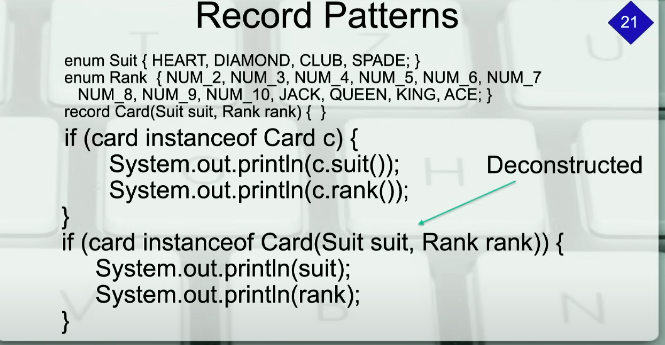 Record Patterns
21
enum Suit { HEART, DIAMOND, CLUB, SPADE; }
enum Rank { NUM_2, NUM_3, NUM_4, NUM_5, NUM_6, NUM_7
NUM_8, NUM_9, NUM_10, JACK, QUEEN, KING, ACE; }
record Card(Suit suit, Rank rank) { }
if (card instanceof Card c) {
System.out.println(c.suit());
System.out.println(c.rank());
}
Deconstructed
if (card instanceof Card(Suit suit, Rank rank)) {
System.out.println(suit);
System.out.println(rank);
}